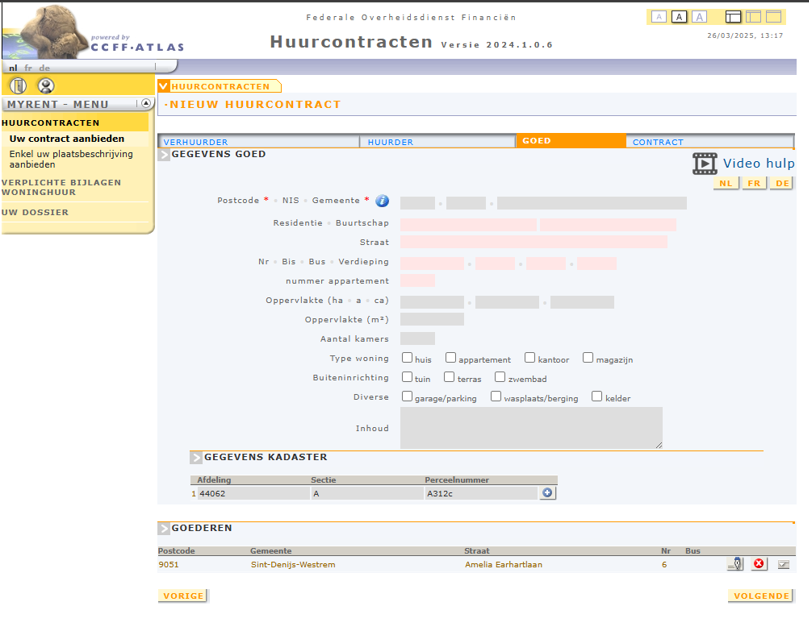 Federale Overheidsdienst Financiën
powered by
CCFF-ATLAS
Huurcontracten Versie 2024.1.0.6
A A A
26/03/2025, 13:17
nl fr de
MYRENT - MENU
HUURCONTRACTEN
Uw contract aanbieden
Enkel uw plaatsbeschrijving
aanbieden
VERPLICHTE BIJLAGEN
WONINGHUUR
UW DOSSIER
HUURCONTRACTEN
·NIEUW HUURCONTRACT
VERHUURDER HUURDER GOED CONTRACT
GEGEVENS GOED
Video hulp
NL FR DE
Postcode * • NIS • Gemeente *
Residentie • Buurtschap
Straat
Nr • Bis • Bus • Verdieping
nummer appartement
Oppervlakte (ha • a • ca)
Oppervlakte (m²)
Aantal kamers
Type woning huis appartement kantoor magazijn
Buiteninrichting tuin terras zwembad
Diverse garage/parking wasplaats/berging kelder
Inhoud
GEGEVENS KADASTER
Afdeling Sectie Perceelnummer
1 44062 A A312c
GOEDEREN
Postcode Gemeente Straat Nr Bus
9051 Sint-Denijs-Westrem Amelia Earhartlaan 6
VORIGE VOLGENDE